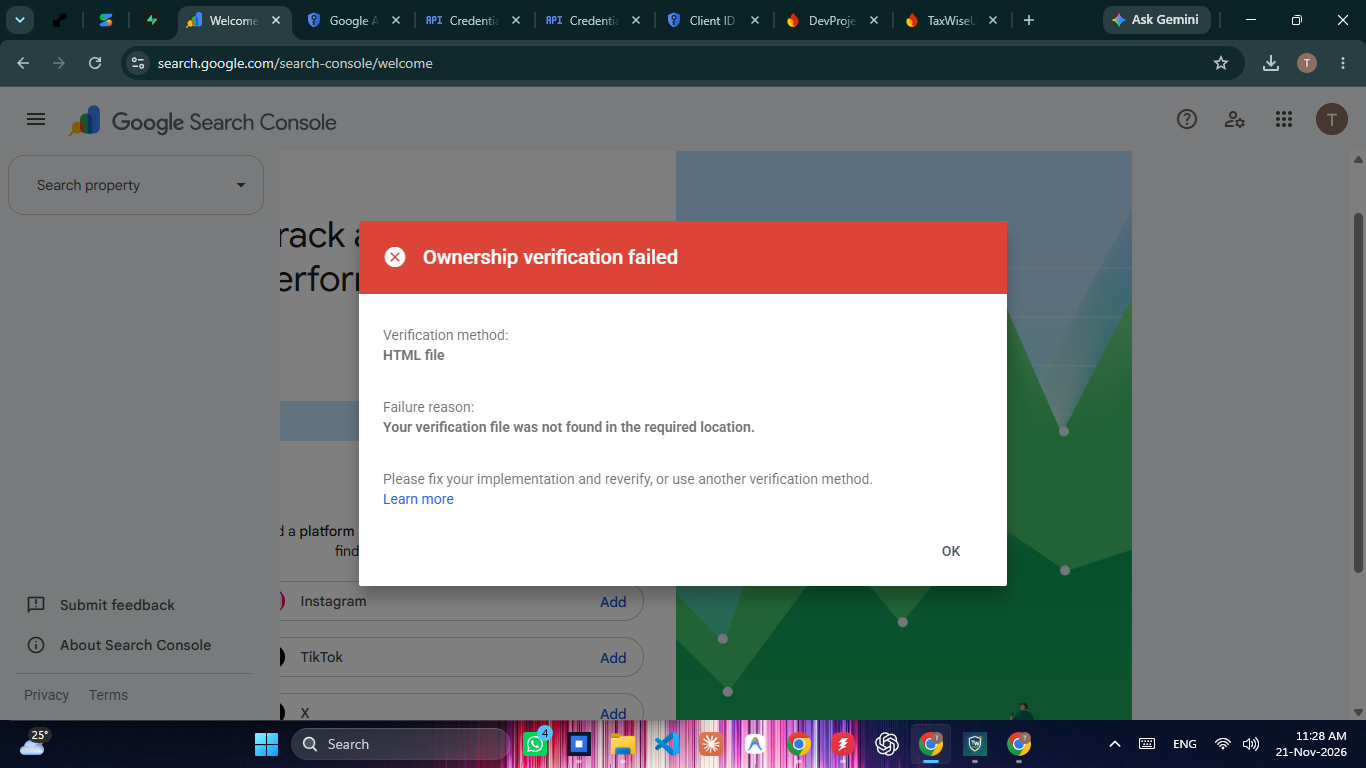 Welcome
Google A
API Credentia
API Credentia
Client ID
DevProje
TaxWiseU
Ask Gemini
search.google.com/search-console/welcome
T
Google Search Console
T
Search property
rack a
erfor
Ownership verification failed
Verification method:
HTML file
Failure reason:
Your verification file was not found in the required location.
Please fix your implementation and reverify, or use another verification method.
Learn more
OK
d a platform
find
Instagram Add
TikTok Add
X Add
Submit feedback
About Search Console
Privacy Terms
25°
Search
4
ENG
11:28 AM
21-Nov-2026